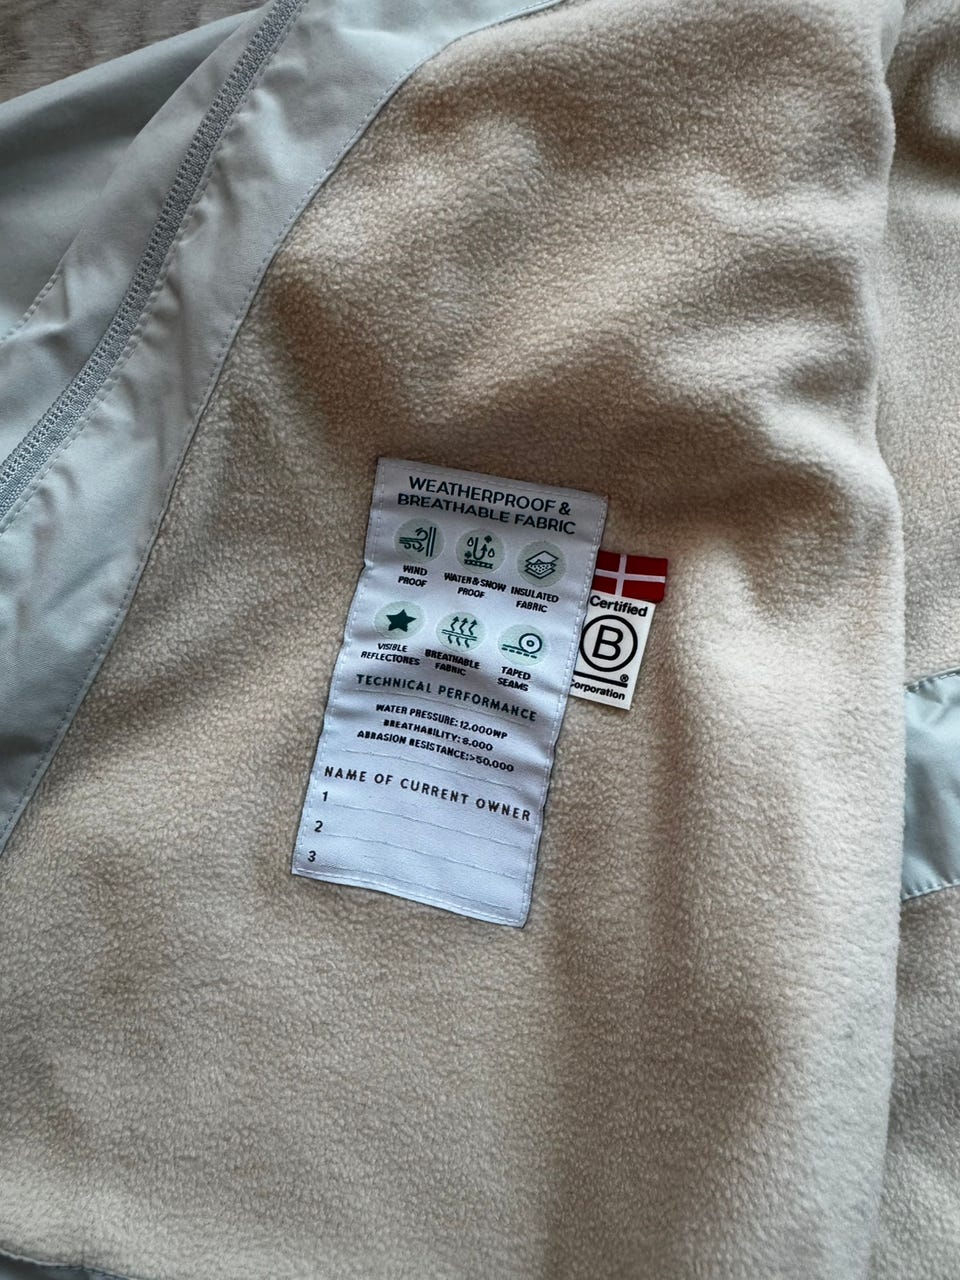 WEATHERPROOF &
BREATHABLE FABRIC
WIND
PROOF
WATER & SNOW
PROOF
INSULATED
FABRIC
VISIBLE
REFLECTORES
BREATHABLE
FABRIC
TAPED
SEAMS
TECHNICAL PERFORMANCE
WATER PRESSURE: 12.000WP
BREATHABILITY: 8.000
ABRASION RESISTANCE: >50.000
NAME OF CURRENT OWNER
1
2
3
Certified
B
®
Corporation